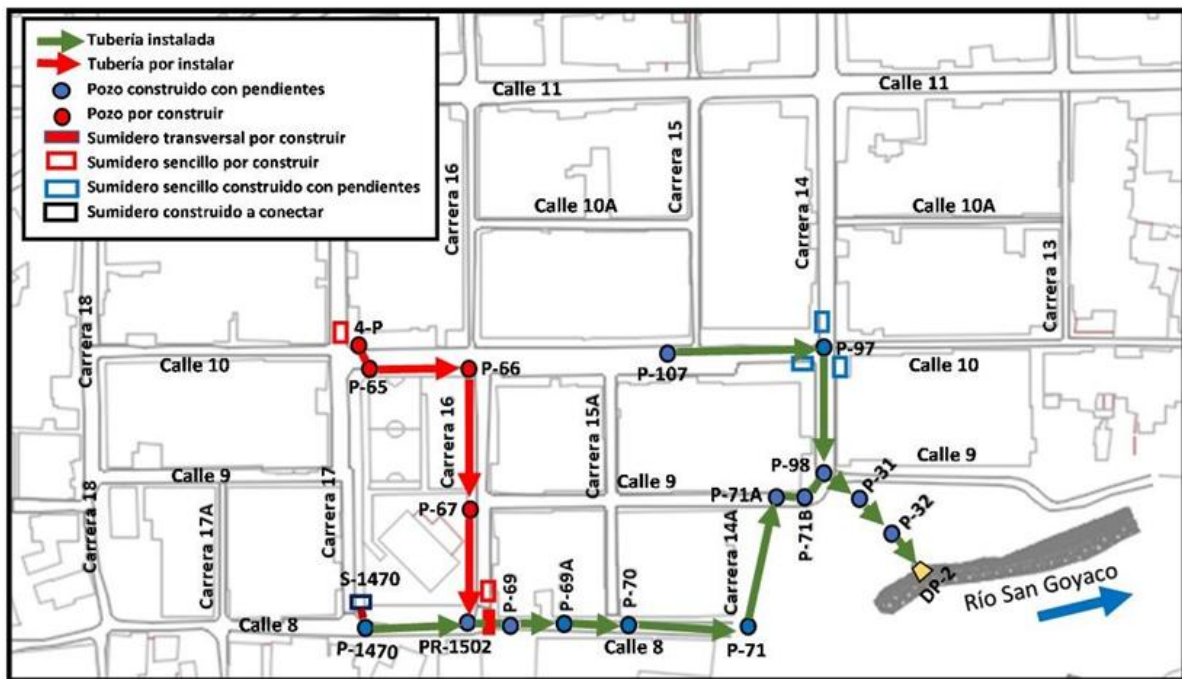 Tubería instalada
Tubería por instalar
Pozo construido con pendientes
Pozo por construir
Sumidero transversal por construir
Sumidero sencillo por construir
Sumidero sencillo construido con pendientes
Sumidero construido a conectar
Calle 11
Calle 11
Carrera 16
Carrera 15
Carrera 14
Carrera 13
Calle 10A
Calle 10A
Carrera 18
4-P
Calle 10
P-65
P-66
P-107
P-97
Calle 10
Carrera 16
Carrera 15A
Calle 9
Calle 9
Calle 9
P-98
P-31
P-71A
P-71B
P-32
P-67
Carrera 18
Carrera 17A
Carrera 17
Carrera 14A
DP-2
Río San Goyaco
S-1470
P-69
P-69A
P-70
Calle 8
P-1470
PR-1502
Calle 8
P-71